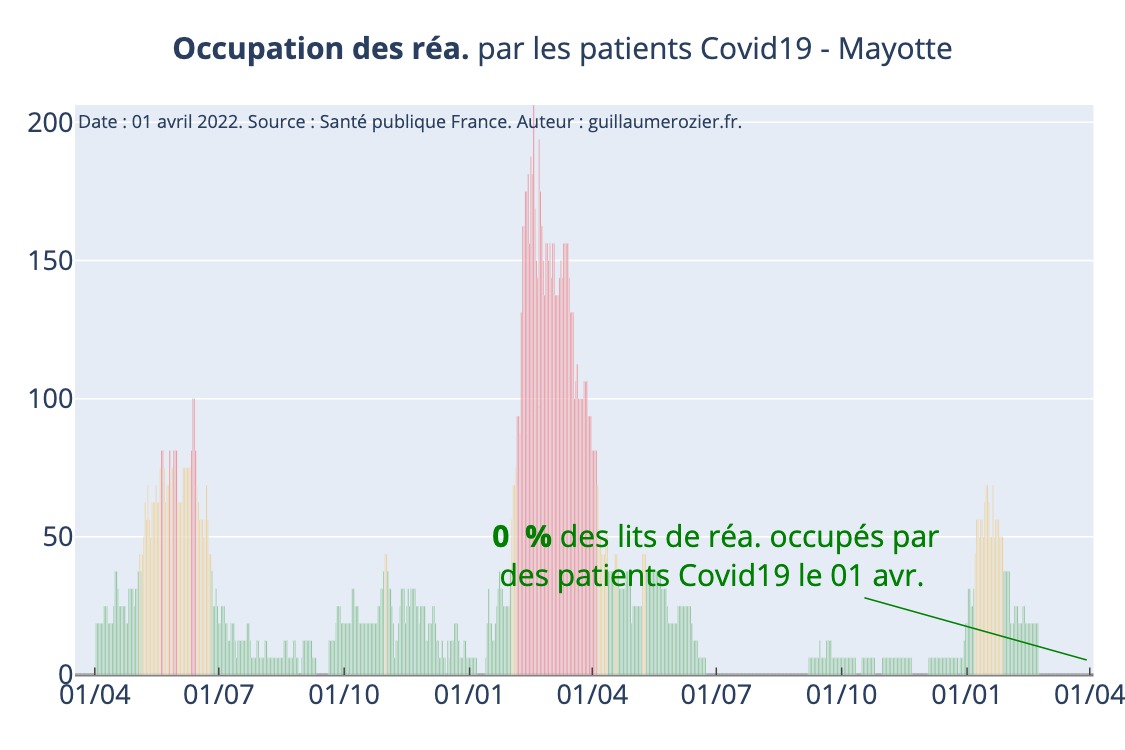 Occupation des réa. par les patients Covid19 - Mayotte
200
Date : 01 avril 2022. Source : Santé publique France. Auteur : guillaumerozier.fr.
150
100
50
0 % des lits de réa. occupés par
des patients Covid19 le 01 avr.
0
01/04 01/07 01/10 01/01 01/04 01/07 01/10 01/01 01/04